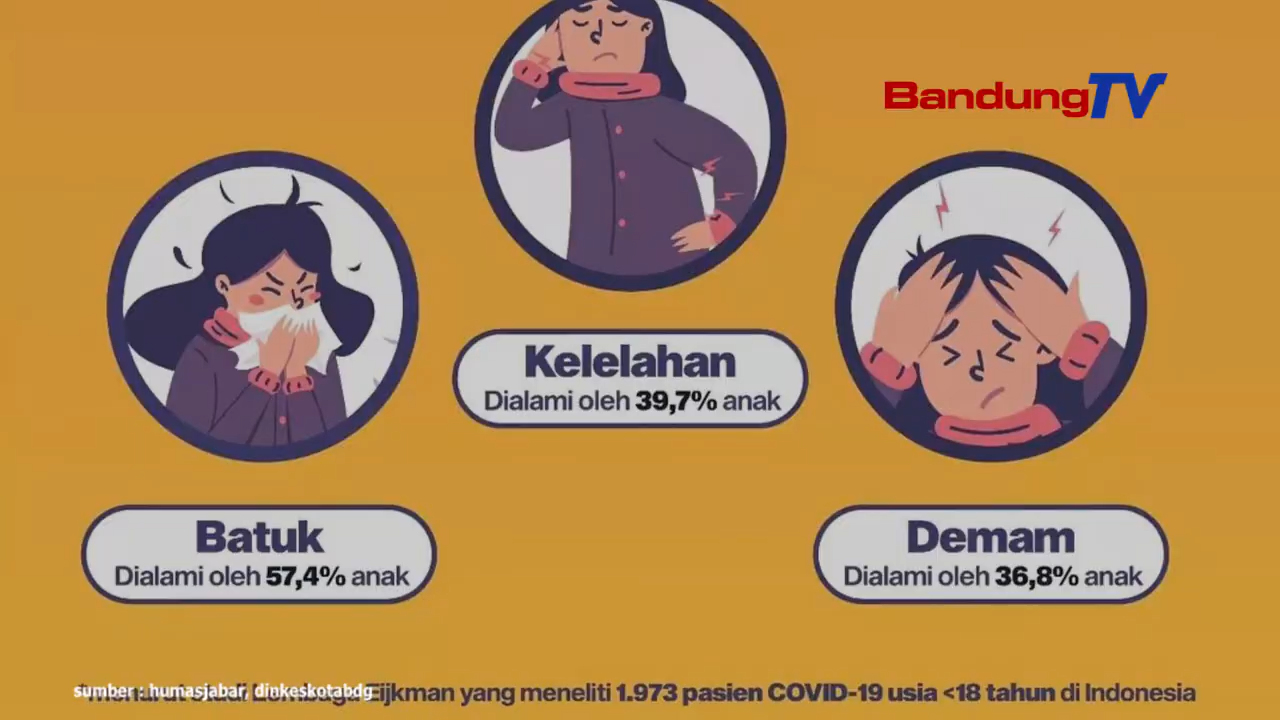 BandungTV
Kelelahan
Dialami oleh 39,7% anak
Batuk
Dialami oleh 57,4% anak
Demam
Dialami oleh 36,8% anak
sumber : humasjabar, dinkeskotabdg
Eijkman yang meneliti 1.973 pasien COVID-19 usia <18 tahun di Indonesia